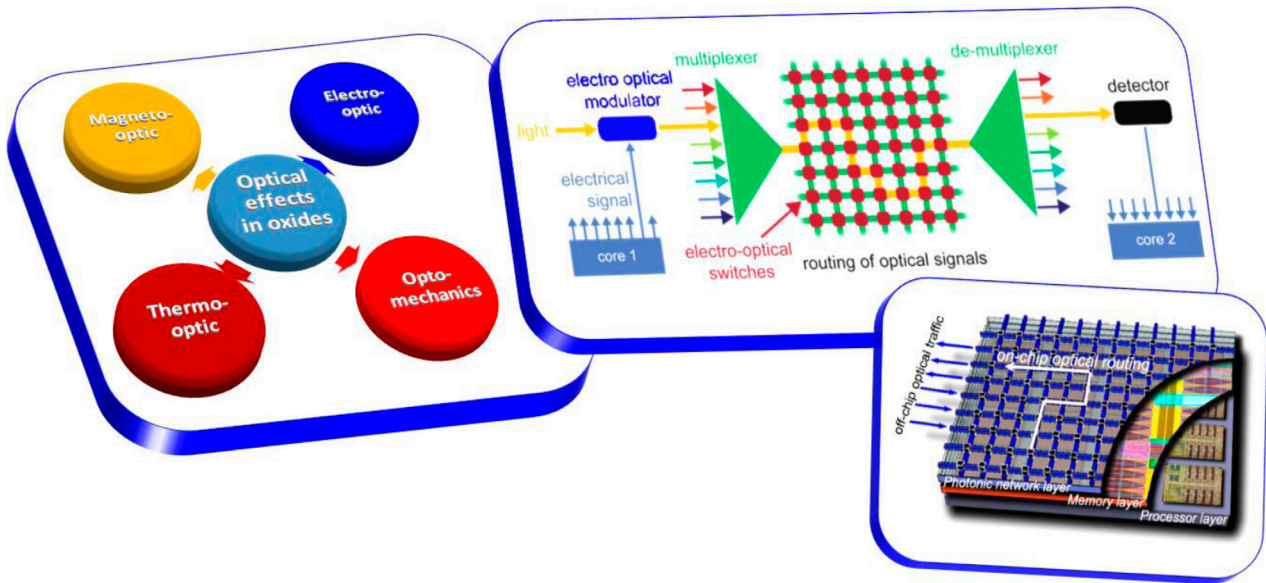 Magneto-
optic
Electro-
optic
Optical
effects
in oxides
Thermo-
optic
Opto-
mechanics
multiplexer
de-multiplexer
electro optical
modulator
detector
light
electrical
signal
core 1
electro-optical
switches
routing of optical signals
core 2
off-chip optical traffic
on-chip optical routing
Photonic network layer
Memory layer
Processor layer